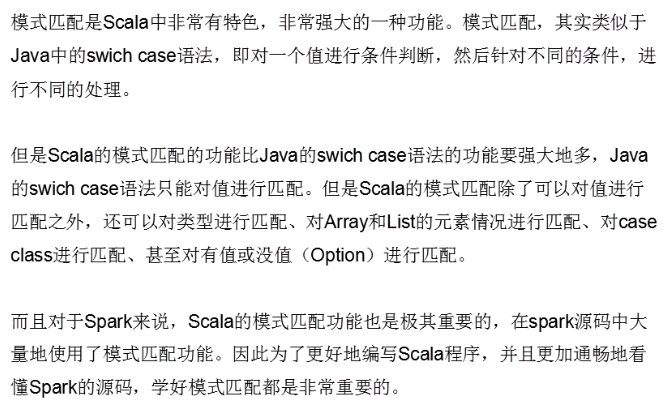 模式匹配是Scala中非常有特色，非常强大的一种功能。模式匹配，其实类似于
Java中的swich case语法，即对一个值进行条件判断，然后针对不同的条件，进
行不同的处理。
但是Scala的模式匹配的功能比Java的swich case语法的功能要强大地多，Java
的swich case语法只能对值进行匹配。但是Scala的模式匹配除了可以对值进行
匹配之外，还可以对类型进行匹配、对Array和List的元素情况进行匹配、对case
class进行匹配、甚至对有值或没值（Option）进行匹配。
而且对于Spark来说，Scala的模式匹配功能也是极其重要的，在spark源码中大
量地使用了模式匹配功能。因此为了更好地编写Scala程序，并且更加通畅地看
懂Spark的源码，学好模式匹配都是非常重要的。